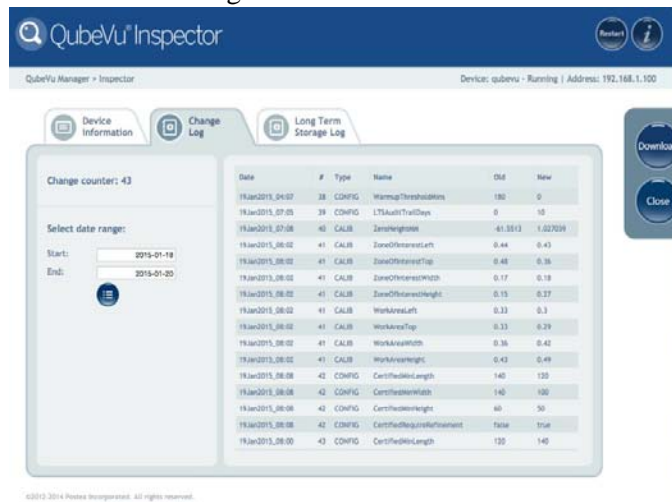 QubeVu Inspector
Restart
i
QubeVu Manager > Inspector
Device: qubevu - Running | Address: 192.168.1.100
Device Information
Change Log
Long Term Storage Log
Downloa
Close
Change counter: 43
Select date range:
Start: 2015-01-18
End: 2015-01-20
Date # Type Name Old New
19Jan2015_04:07 38 CONFIG WarmupThresholdMins 180 0
19Jan2015_07:05 39 CONFIG LTSAuditTrailDays 0 10
19Jan2015_07:08 40 CALIB ZeroHeightNN -61.5513 1.027039
19Jan2015_08:02 41 CALIB ZoneOfInterestLeft 0.44 0.43
19Jan2015_08:02 41 CALIB ZoneOfInterestTop 0.48 0.36
19Jan2015_08:02 41 CALIB ZoneOfInterestWidth 0.17 0.18
19Jan2015_08:02 41 CALIB ZoneOfInterestHeight 0.15 0.27
19Jan2015_08:02 41 CALIB WorkAreaLeft 0.33 0.3
19Jan2015_08:02 41 CALIB WorkAreaTop 0.33 0.29
19Jan2015_08:02 41 CALIB WorkAreaWidth 0.36 0.42
19Jan2015_08:02 41 CALIB WorkAreaHeight 0.43 0.49
19Jan2015_08:08 42 CONFIG CertifiedMinLength 140 120
19Jan2015_08:08 42 CONFIG CertifiedMinWidth 140 100
19Jan2015_08:08 42 CONFIG CertifiedMinHeight 60 50
19Jan2015_08:08 42 CONFIG CertifiedRequireRefinement false true
19Jan2015_08:00 43 CONFIG CertifiedMinLength 120 140
©2012-2014 Postea Incorporated. All rights reserved.